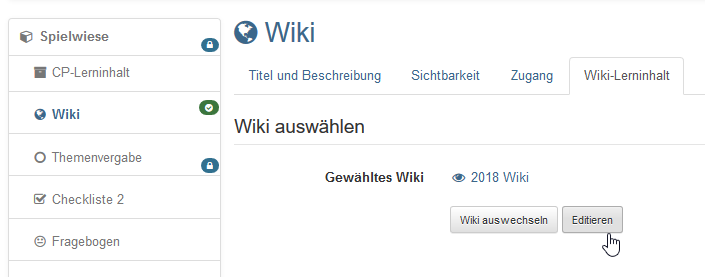 Spielwiese
CP-Lerninhalt
Wiki
Themenvergabe
Checkliste 2
Fragebogen
Wiki
Titel und Beschreibung Sichtbarkeit Zugang Wiki-Lerninhalt
Wiki auswählen
Gewähltes Wiki 2018 Wiki
Wiki auswechseln Editieren